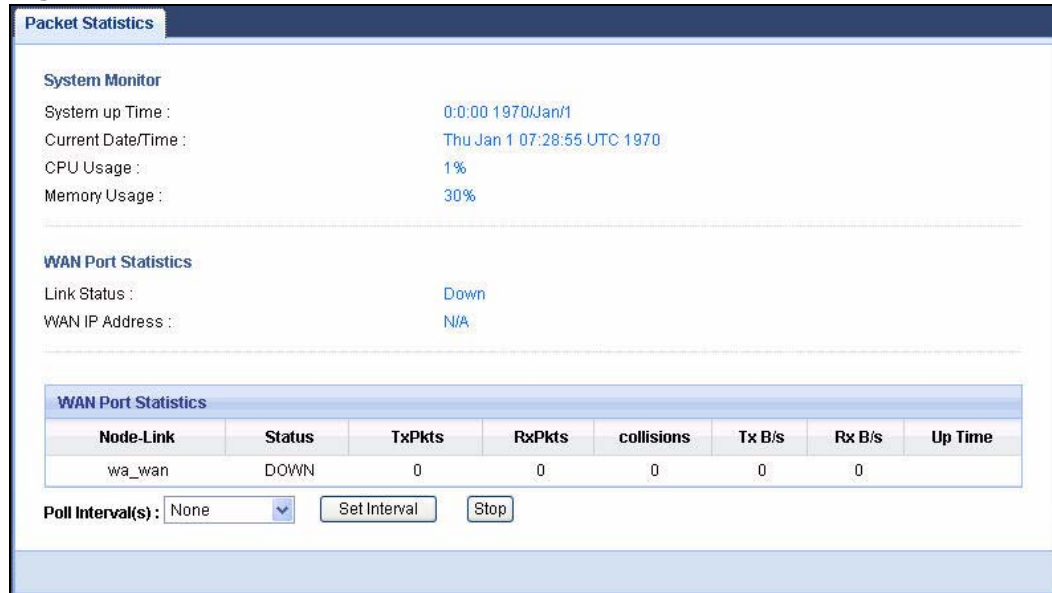 Packet Statistics
System Monitor
System up Time : 0:0:00 1970/Jan/1
Current Date/Time : Thu Jan 1 07:28:55 UTC 1970
CPU Usage : 1%
Memory Usage : 30%
WAN Port Statistics
Link Status : Down
WAN IP Address : N/A
WAN Port Statistics
Node-Link Status TxPkts RxPkts collisions Tx B/s Rx B/s Up Time
wa_wan DOWN 0 0 0 0 0
Poll Interval(s) : None Set Interval Stop